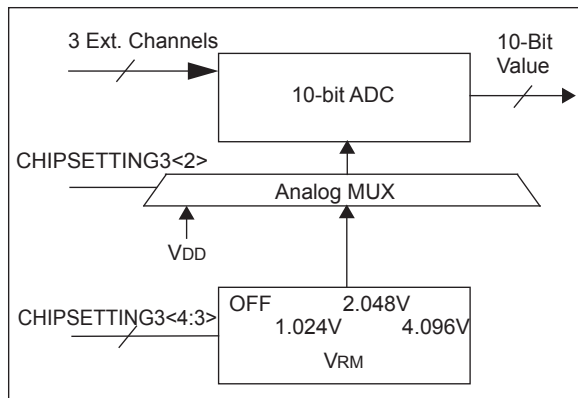 3 Ext. Channels
10-Bit
Value
10-bit ADC
CHIPSETTING3<2>
Analog MUX
VDD
CHIPSETTING3<4:3>
OFF 2.048V
1.024V 4.096V
VRM